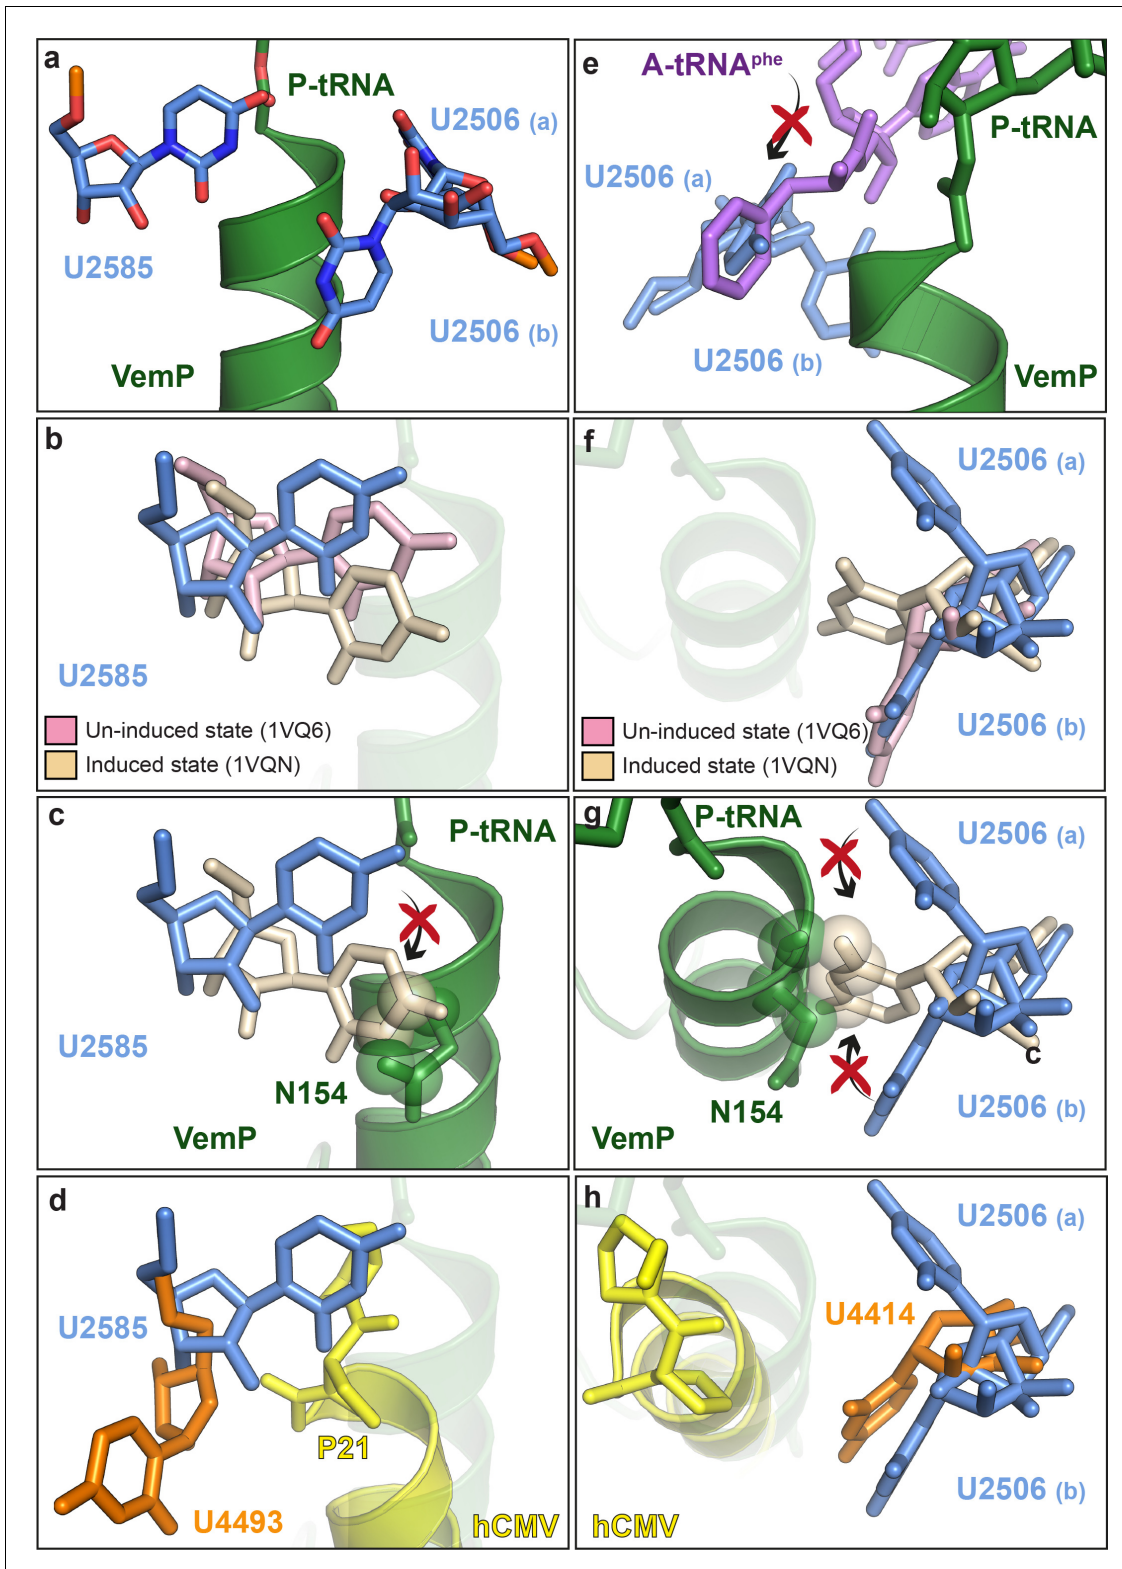 a
P-tRNA
U2506 (a)
U2585
U2506 (b)
VemP
e
A-tRNAphe
P-tRNA
U2506 (a)
U2506 (b)
VemP
b
U2585
Un-induced state (1VQ6)
Induced state (1VQN)
f
U2506 (a)
U2506 (b)
Un-induced state (1VQ6)
Induced state (1VQN)
c
P-tRNA
U2585
N154
VemP
g
P-tRNA
U2506 (a)
c
N154
U2506 (b)
VemP
d
U2585
P21
U4493
hCMV
h
U2506 (a)
U4414
U2506 (b)
hCMV